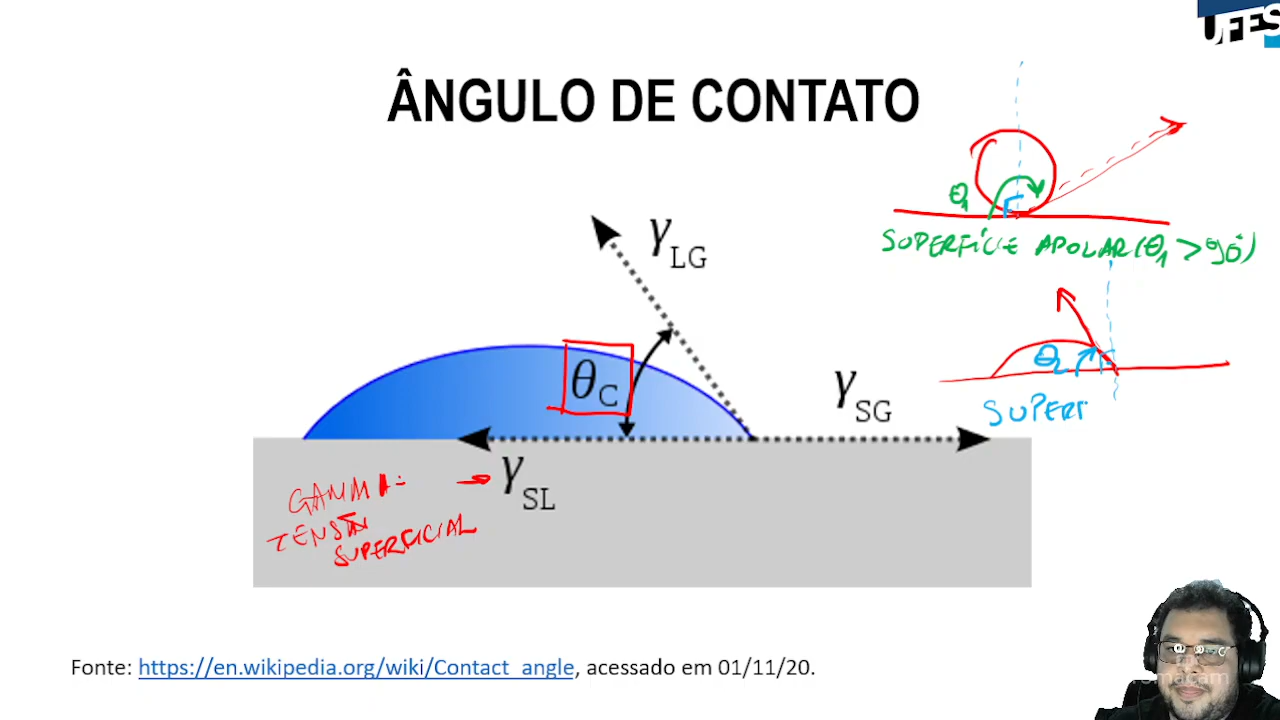 UFES
ÂNGULO DE CONTATO
θ1
SUPERFÍCIE APOLAR (θ1 > 90°)
γLG
θC
θ2
γSG
SUPERF
γSL
GAMMA:
TENSÃO
SUPERFICIAL
Fonte: https://en.wikipedia.org/wiki/Contact_angle, acessado em 01/11/20.